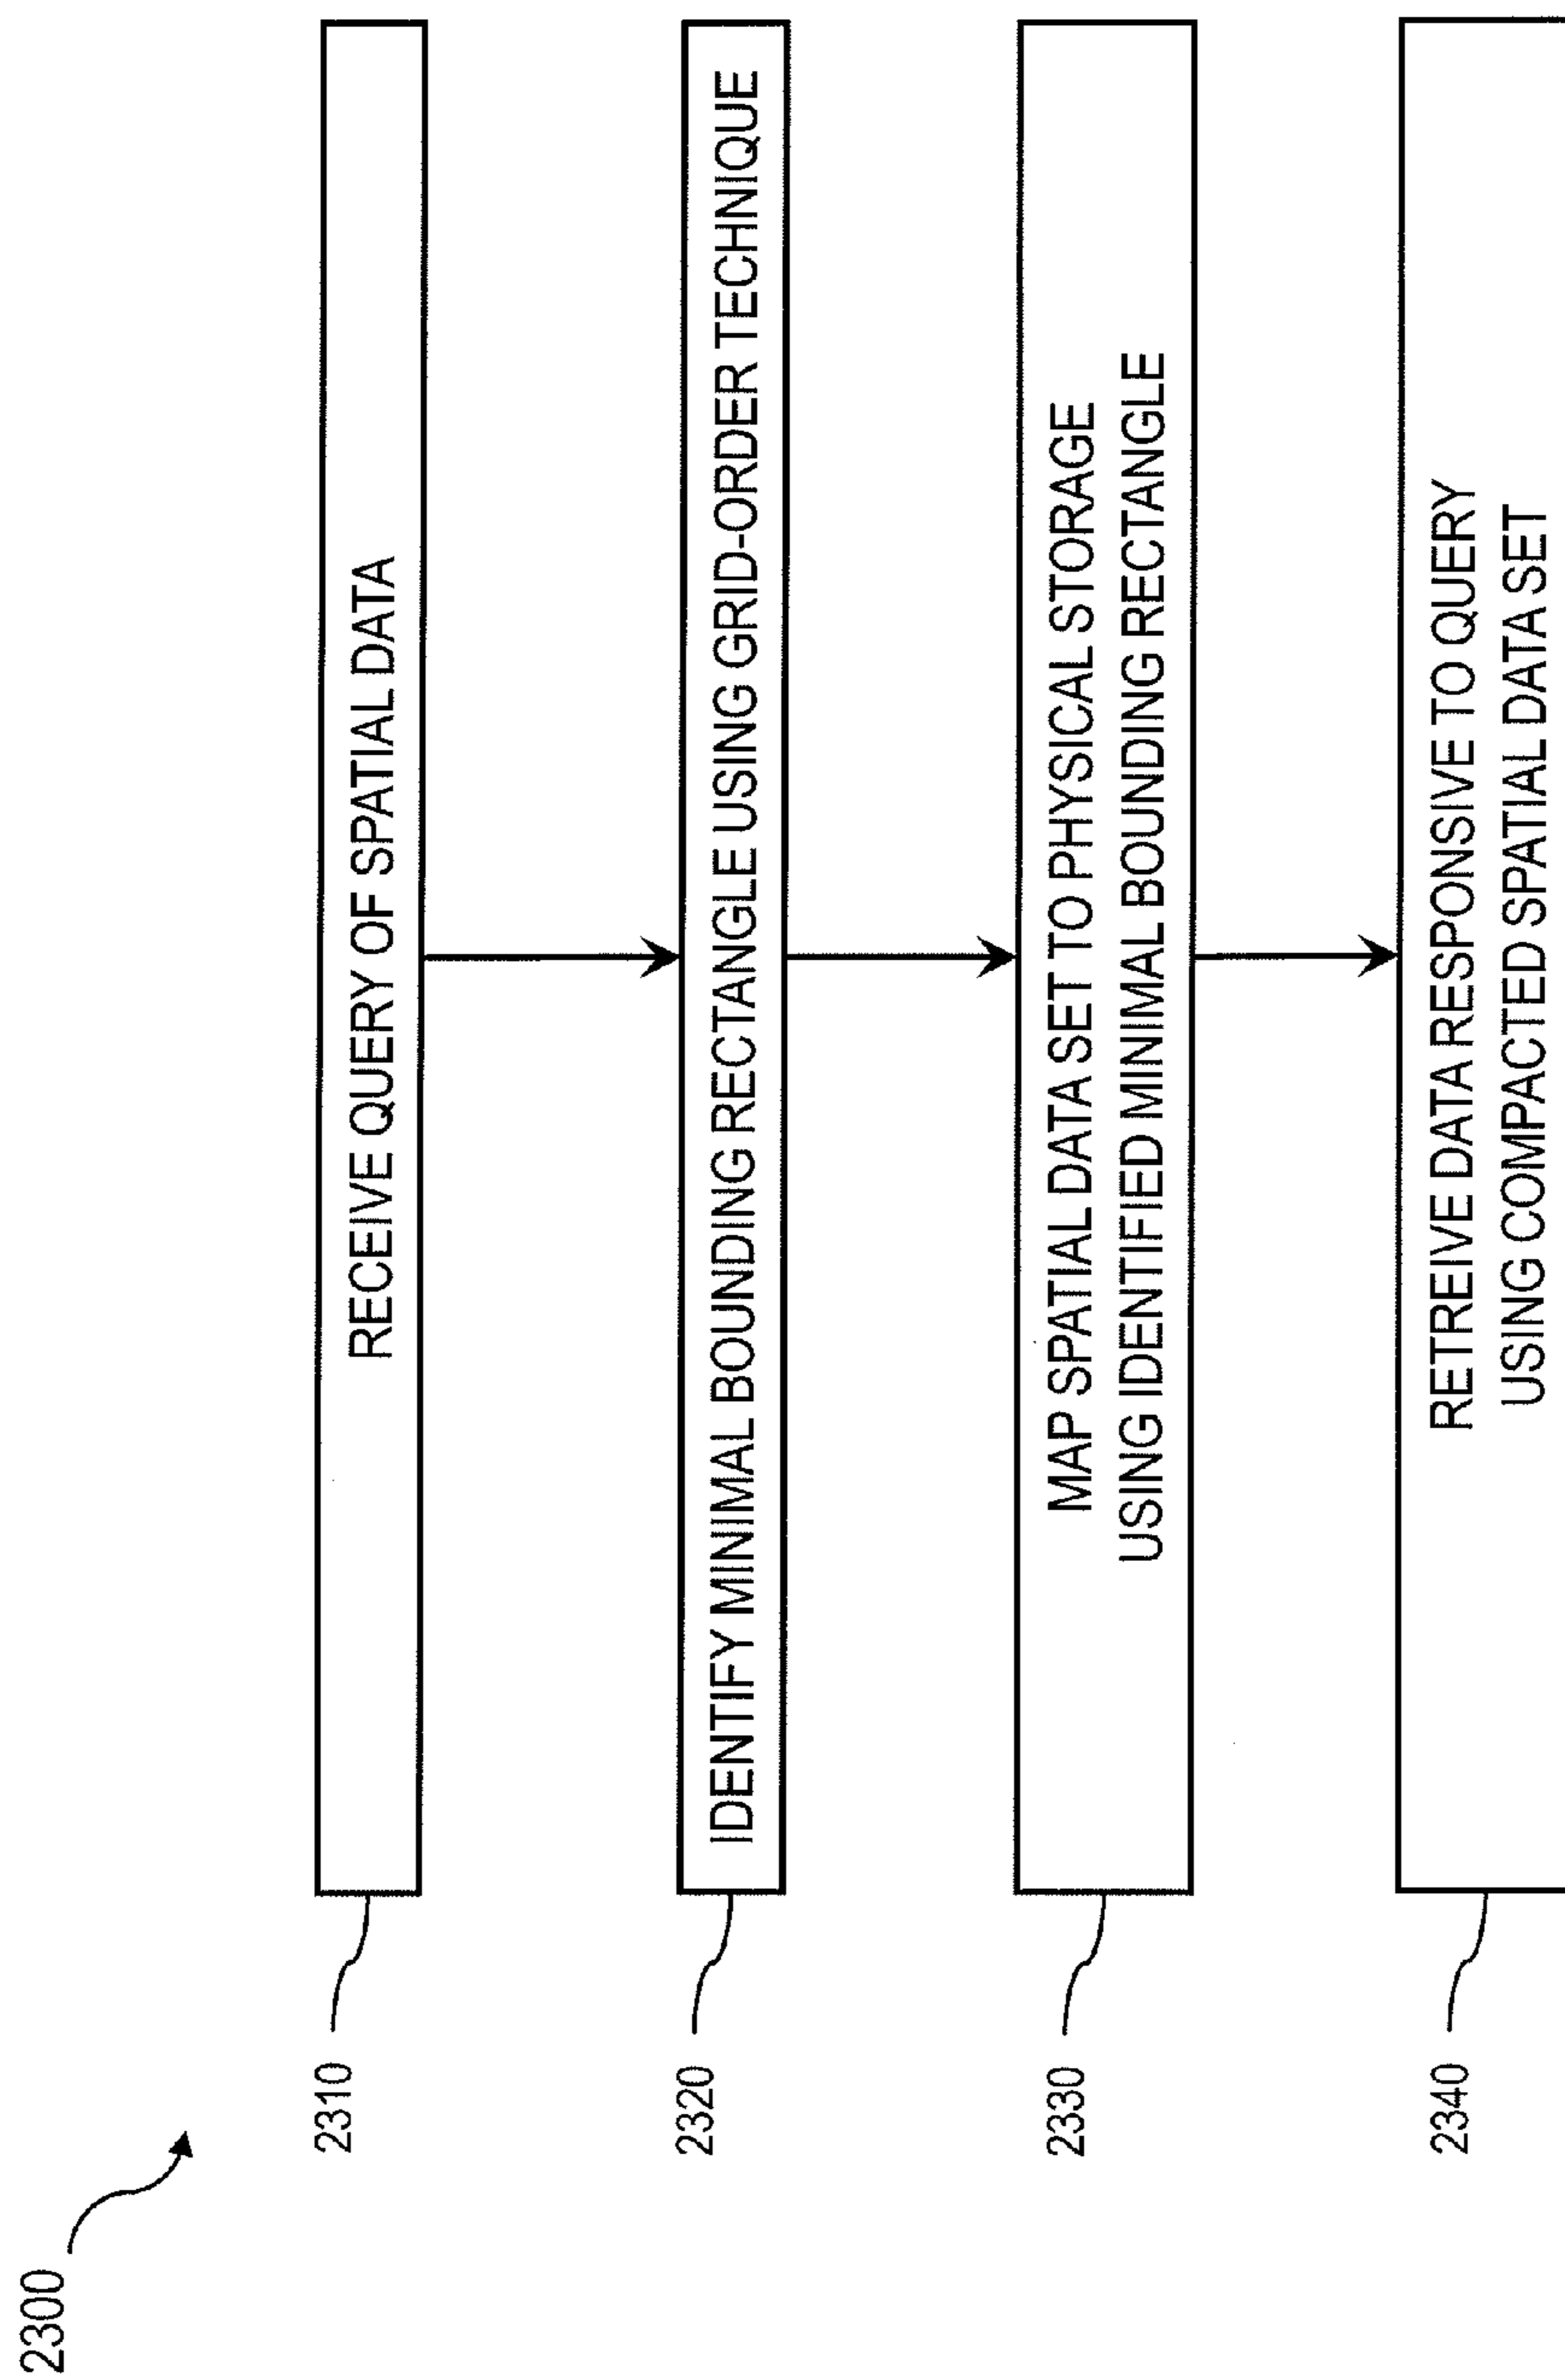 2300
2310
RECEIVE QUERY OF SPATIAL DATA
2320
IDENTIFY MINIMAL BOUNDING RECTANGLE USING GRID-ORDER TECHNIQUE
2330
MAP SPATIAL DATA SET TO PHYSICAL STORAGE
USING IDENTIFIED MINIMAL BOUNDING RECTANGLE
2340
RETREIVE DATA RESPONSIVE TO QUERY
USING COMPACTED SPATIAL DATA SET